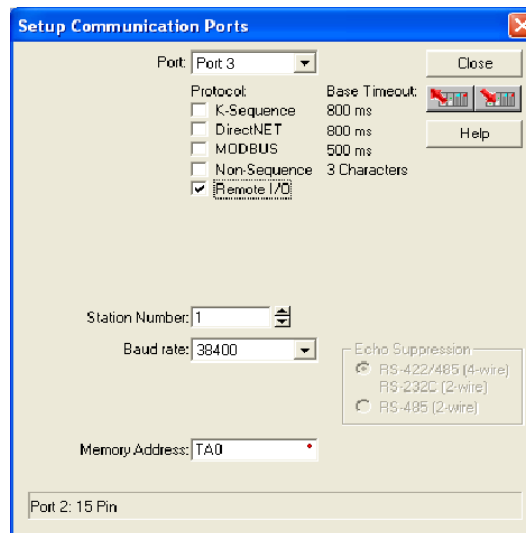 Setup Communication Ports
Port: Port 3
Close
Protocol: Base Timeout:
K-Sequence 800 ms
DirectNET 800 ms
Help
MODBUS 500 ms
Non-Sequence 3 Characters
Remote I/O
Station Number: 1
Baud rate: 38400
Echo Suppression
RS-422/485 (4-wire)
RS-232C (2-wire)
RS-485 (2-wire)
Memory Address: TA0
Port 2: 15 Pin